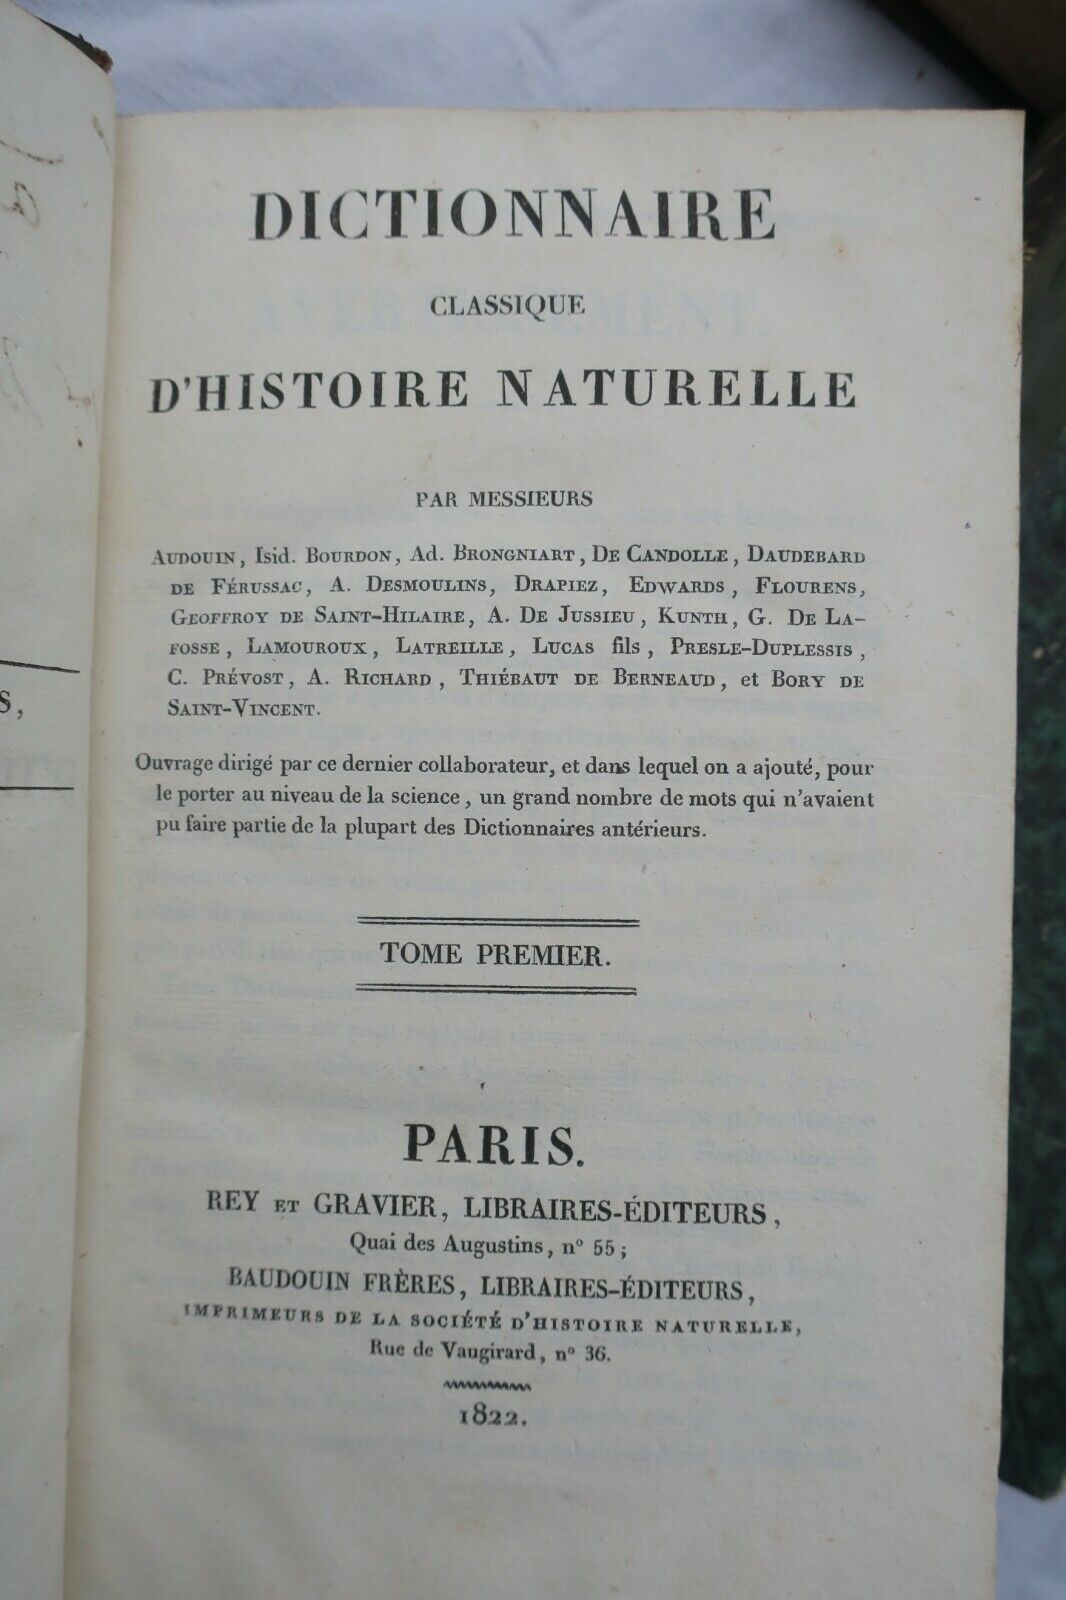 DICTIONNAIRE
CLASSIQUE
D'HISTOIRE NATURELLE
PAR MESSIEURS
AUDOUIN, Isid. BOURDON, Ad. BRONGNIART, DE CANDOLLE, DAUDEBARD
DE FÉRUSSAC, A. DESMOULINS, DRAPIEZ, EDWARDS, FLOURENS,
GEOFFROY DE SAINT-HILAIRE, A. DE JUSSIEU, KUNTH, G. DE LA-
FOSSE, LAMOUROUX, LATREILLE, LUCAS fils, PRESLE-DUPLESSIS,
C. PRÉVOST, A. RICHARD, THIÉBAUT DE BERNEAUD, et BORY DE
SAINT-VINCENT.
Ouvrage dirigé par ce dernier collaborateur, et dans lequel on a ajouté, pour
le porter au niveau de la science, un grand nombre de mots qui n'avaient
pu faire partie de la plupart des Dictionnaires antérieurs.
TOME PREMIER.
PARIS.
REY ET GRAVIER, LIBRAIRES-ÉDITEURS,
Quai des Augustins, n° 55;
BAUDOUIN FRÈRES, LIBRAIRES-ÉDITEURS,
IMPRIMEURS DE LA SOCIÉTÉ D'HISTOIRE NATURELLE,
Rue de Vaugirard, n° 36.
1822.
S,